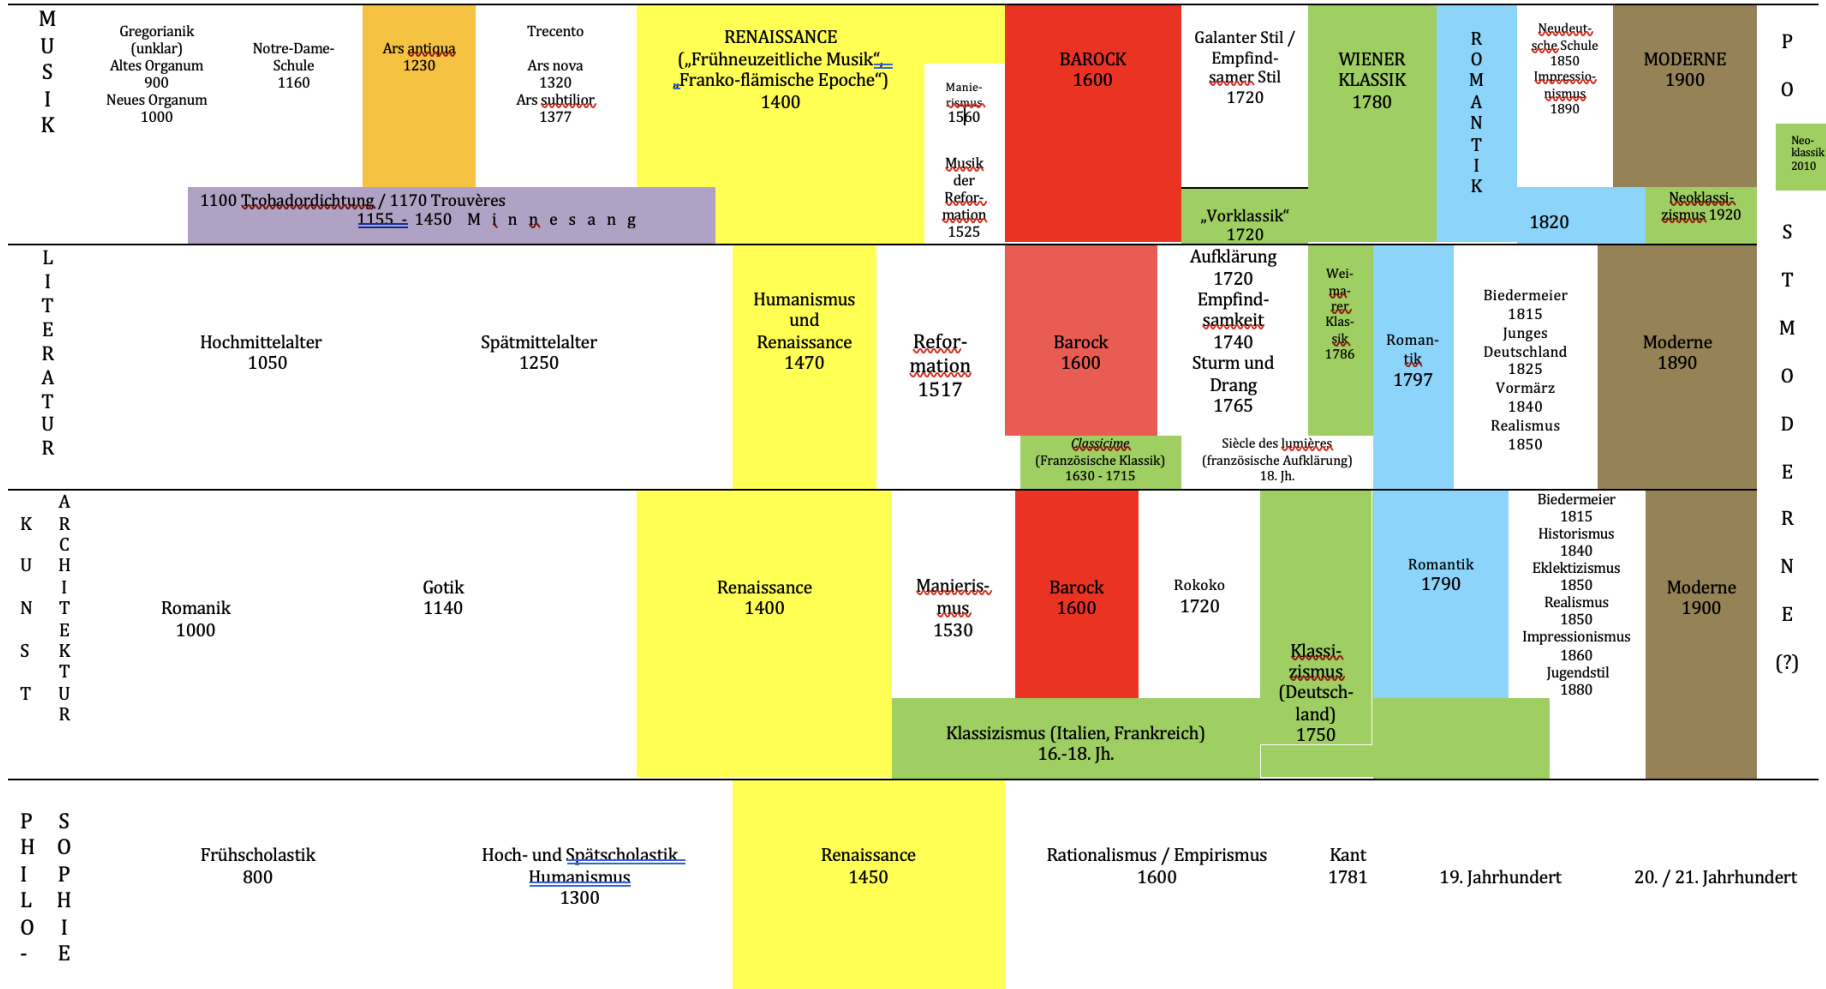 MUSIK
Gregorianik
(unklar)
Altes Organum
900
Neues Organum
1000
Notre-Dame-
Schule
1160
Ars antiqua
1230
Trecento
Ars nova
1320
Ars subtilior
1377
RENAISSANCE
(„Frühneuzeitliche Musik“,
„Franko-flämische Epoche“)
1400
Manie-
rismus
1560
Musik
der
Refor-
mation
1525
BAROCK
1600
Galanter Stil /
Empfind-
samer Stil
1720
WIENER
KLASSIK
1780
ROMANTIK
Neudeut-
sche Schule
1850
Impressio-
nismus
1890
MODERNE
1900
1100 Trobadordichtung / 1170 Trouvères
1155 - 1450 M i n n e s a n g
„Vorklassik“
1720
1820
Neoklassi-
zismus 1920
POSTMODERNE (?)
Neo-
klassik
2010
LITERATUR
Hochmittelalter
1050
Spätmittelalter
1250
Humanismus
und
Renaissance
1470
Refor-
mation
1517
Barock
1600
Aufklärung
1720
Empfind-
samkeit
1740
Sturm und
Drang
1765
Wei-
ma-
rer
Klas-
sik
1786
Roman-
tik
1797
Biedermeier
1815
Junges
Deutschland
1825
Vormärz
1840
Realismus
1850
Moderne
1890
Classicime
(Französische Klassik)
1630 - 1715
Siècle des lumières
(französische Aufklärung)
18. Jh.
KUNST
ARCHITEKTUR
Romanik
1000
Gotik
1140
Renaissance
1400
Manieris-
mus
1530
Barock
1600
Rokoko
1720
Klassi-
zismus
(Deutsch-
land)
1750
Romantik
1790
Biedermeier
1815
Historismus
1840
Eklektizismus
1850
Realismus
1850
Impressionismus
1860
Jugendstil
1880
Moderne
1900
Klassizismus (Italien, Frankreich)
16.-18. Jh.
PHILO-
SOPHIE
Frühscholastik
800
Hoch- und Spätscholastik
Humanismus
1300
Renaissance
1450
Rationalismus / Empirismus
1600
Kant
1781
19. Jahrhundert
20. / 21. Jahrhundert